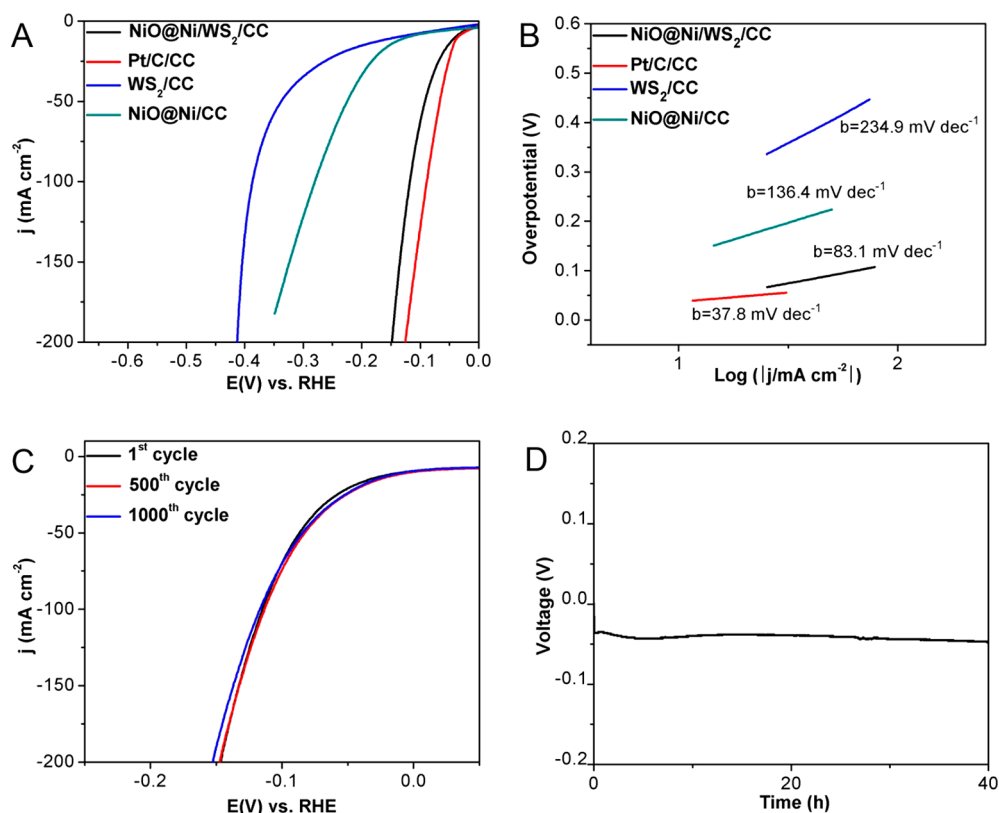 A
NiO@Ni/WS₂/CC
Pt/C/CC
WS₂/CC
NiO@Ni/CC
0
-50
-100
-150
-200
-0.6
-0.5
-0.4
-0.3
-0.2
-0.1
0.0
j (mA cm⁻²)
E(V) vs. RHE
B
NiO@Ni/WS₂/CC
Pt/C/CC
WS₂/CC
NiO@Ni/CC
b=234.9 mV dec⁻¹
b=136.4 mV dec⁻¹
b=83.1 mV dec⁻¹
b=37.8 mV dec⁻¹
0.6
0.5
0.4
0.3
0.2
0.1
0.0
1
2
Overpotential (V)
Log (|j/mA cm⁻²|)
C
1ˢᵗ cycle
500ᵗʰ cycle
1000ᵗʰ cycle
0
-50
-100
-150
-200
-0.2
-0.1
0.0
j (mA cm⁻²)
E(V) vs. RHE
D
0.2
0.1
0.0
-0.1
-0.2
0
20
40
Voltage (V)
Time (h)